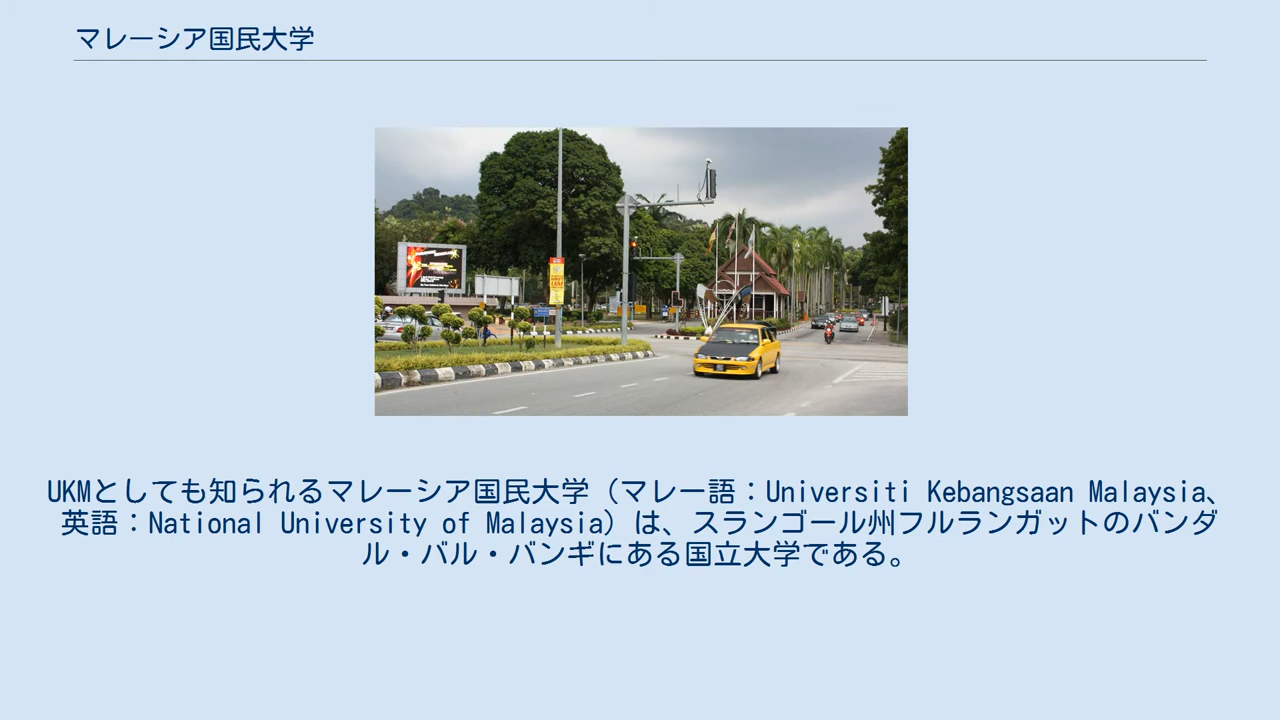 マレーシア国民大学
UKMとしても知られるマレーシア国民大学（マレー語：Universiti Kebangsaan Malaysia、
英語：National University of Malaysia）は、スランゴール州フルランガットのバンダ
ル・バル・バンギにある国立大学である。